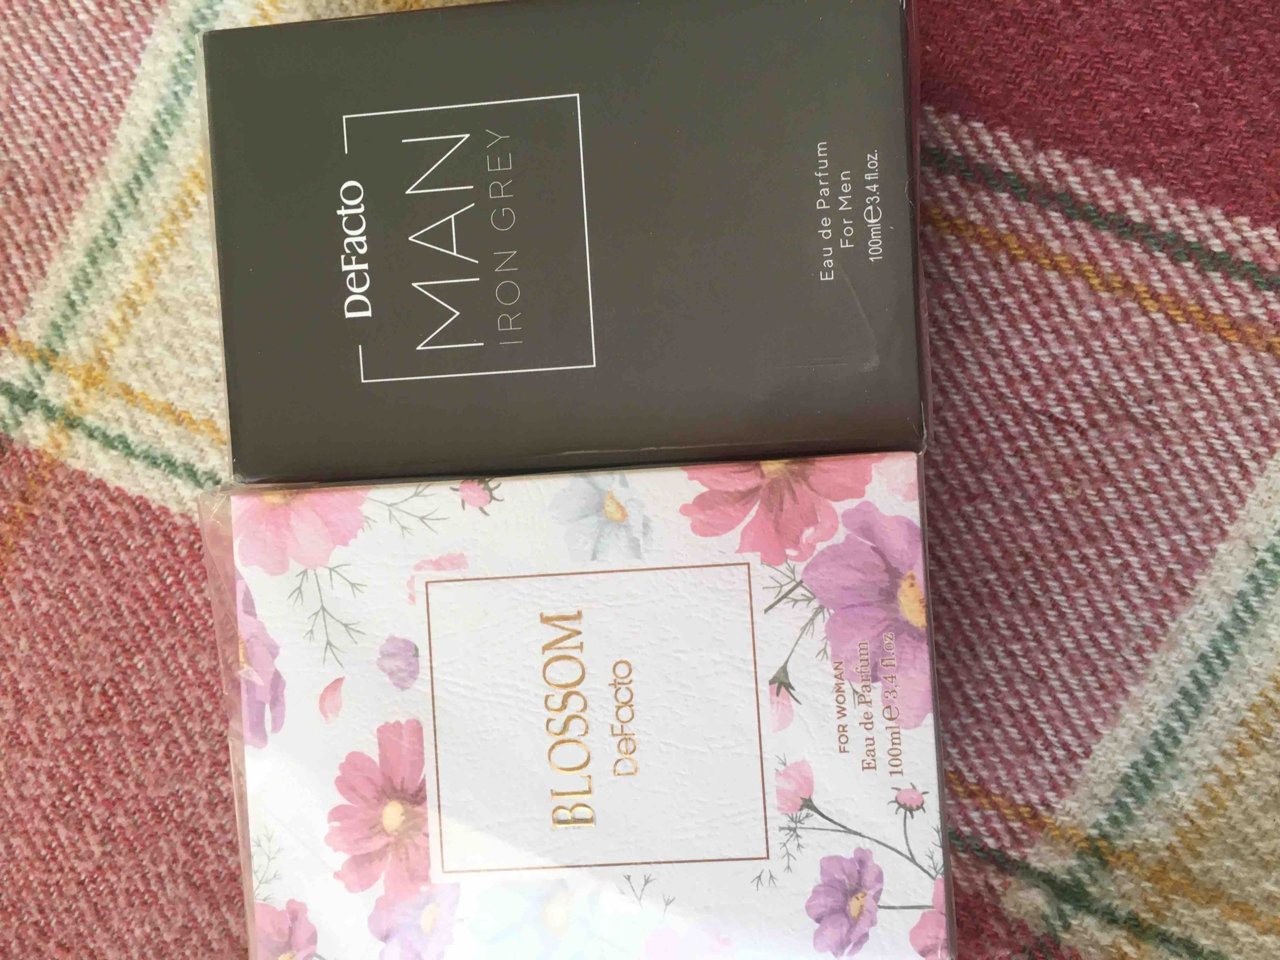 DeFacto
MAN
IRON GREY
Eau de Parfum
For Men
100ml℮3.4 fl.oz.
BLOSSOM
DeFacto
FOR WOMAN
Eau de Parfum
100ml ℮ 3.4 fl.oz